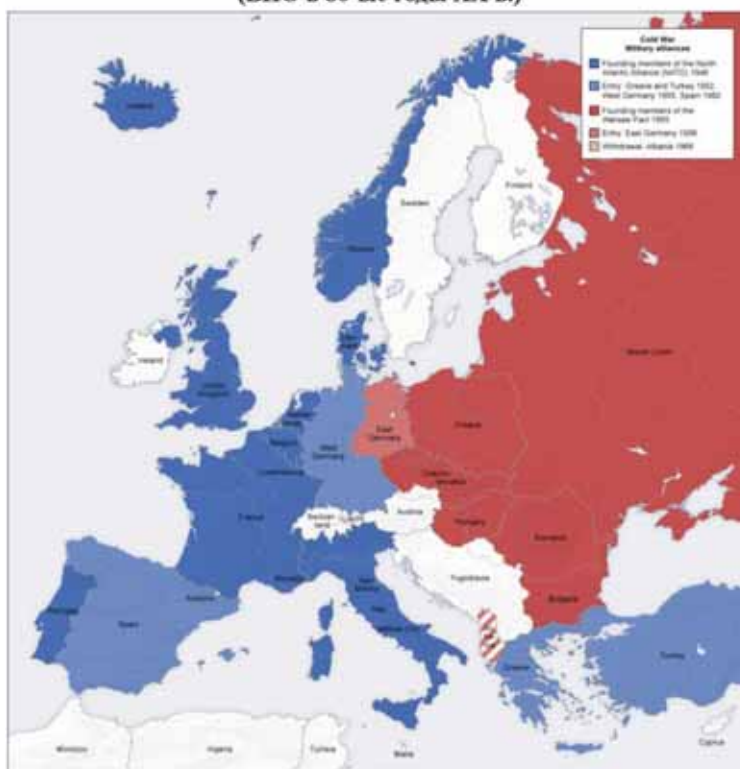 Cold War
Military alliances
Founding members of the North
Atlantic Alliance (NATO) 1949
Entry: Greece and Turkey 1952,
West Germany 1955, Spain 1982
Founding members of the
Warsaw Pact 1955
Entry: East Germany 1956
Withdrawal: Albania 1968
Iceland
Finland
Sweden
Norway
Soviet Union
Ireland
United
Kingdom
East
Germany
Poland
Belgium
West
Germany
Luxembourg
France
Austria
Hungary
Romania
Yugoslavia
Bulgaria
Portugal
Spain
Italy
Greece
Turkey
Morocco
Algeria
Tunisia
Malta
Cyprus